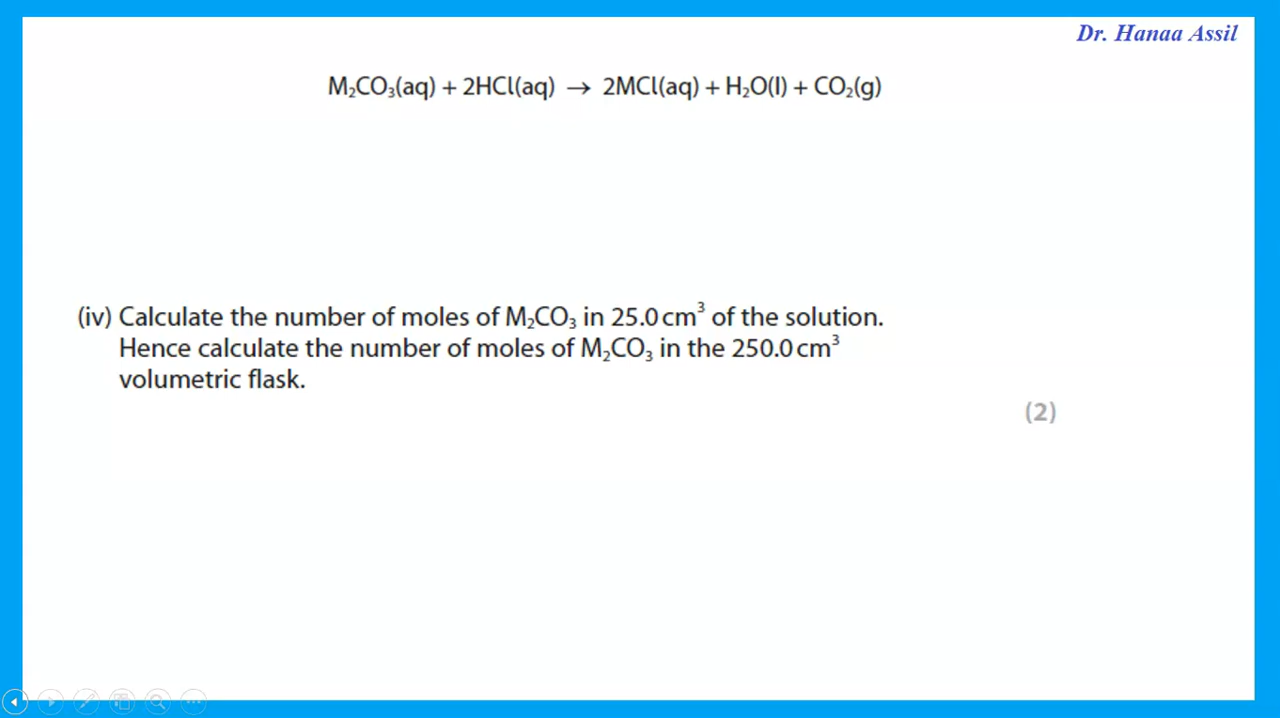 Dr. Hanaa Assil
M₂CO₃(aq) + 2HCl(aq) → 2MCl(aq) + H₂O(l) + CO₂(g)
(iv) Calculate the number of moles of M₂CO₃ in 25.0 cm³ of the solution.
Hence calculate the number of moles of M₂CO₃ in the 250.0 cm³
volumetric flask.
(2)